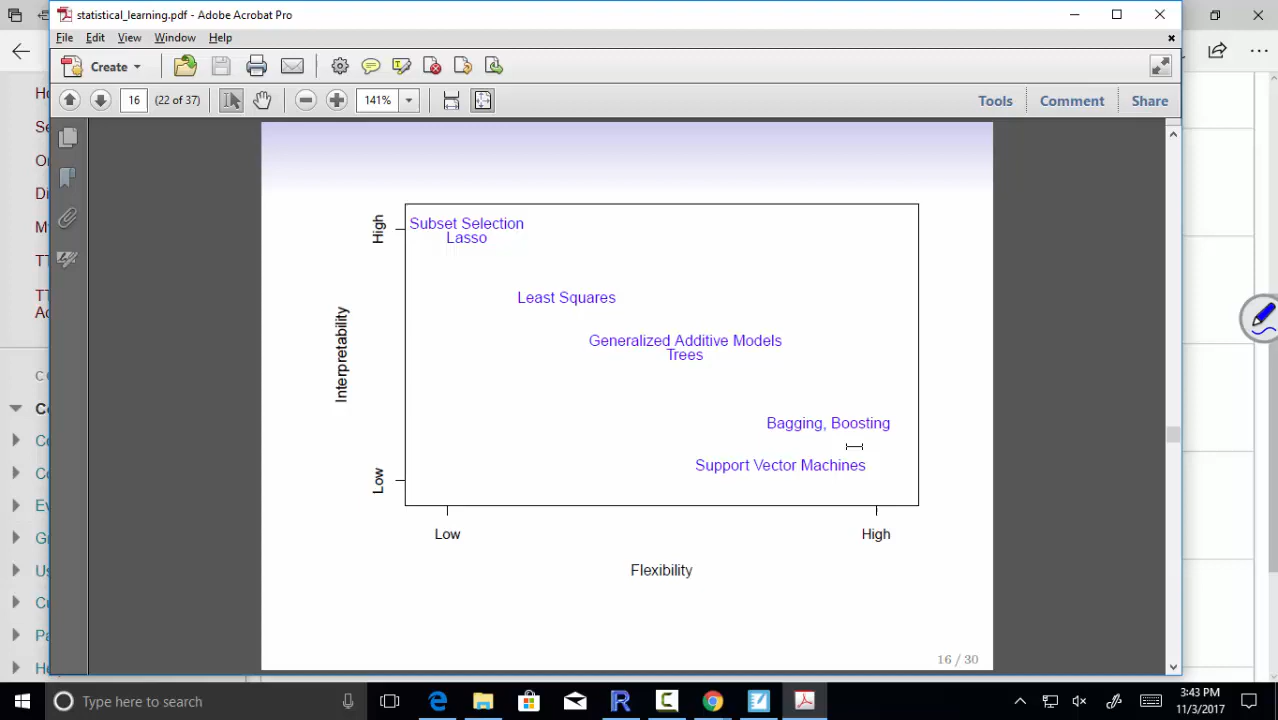 statistical_learning.pdf - Adobe Acrobat Pro
File Edit View Window Help
Create
16 (22 of 37) 141% Tools Comment Share
High
Subset Selection
Lasso
Least Squares
Generalized Additive Models
Trees
Interpretability
Bagging, Boosting
Support Vector Machines
Low
Low High
Flexibility
16 / 30
Type here to search
3:43 PM
11/3/2017